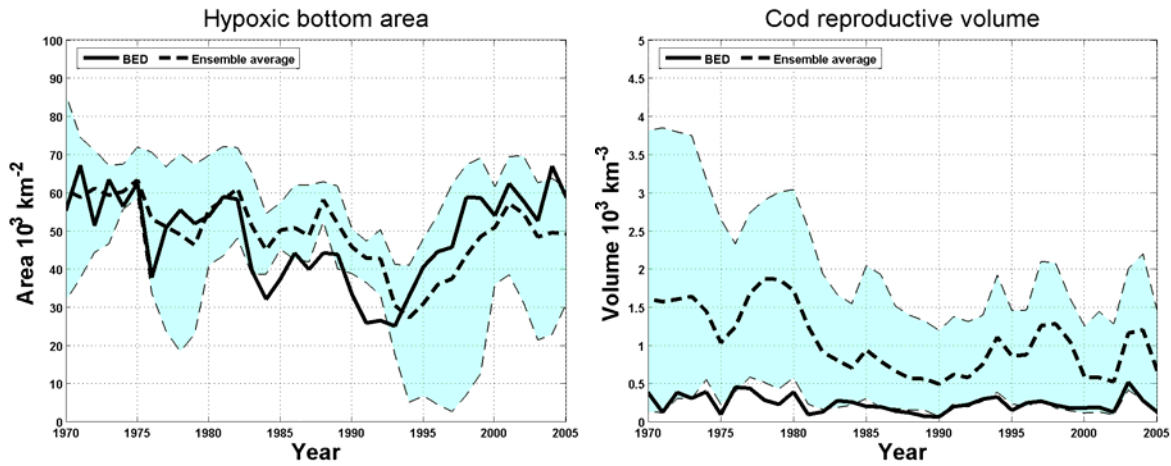 Hypoxic bottom area
BED Ensemble average
100
90
80
70
60
50
40
30
20
10
0
Area 10³ km⁻²
1970 1975 1980 1985 1990 1995 2000 2005
Year
Cod reproductive volume
BED Ensemble average
5
4.5
4
3.5
3
2.5
2
1.5
1
0.5
0
Volume 10³ km⁻³
1970 1975 1980 1985 1990 1995 2000 2005
Year